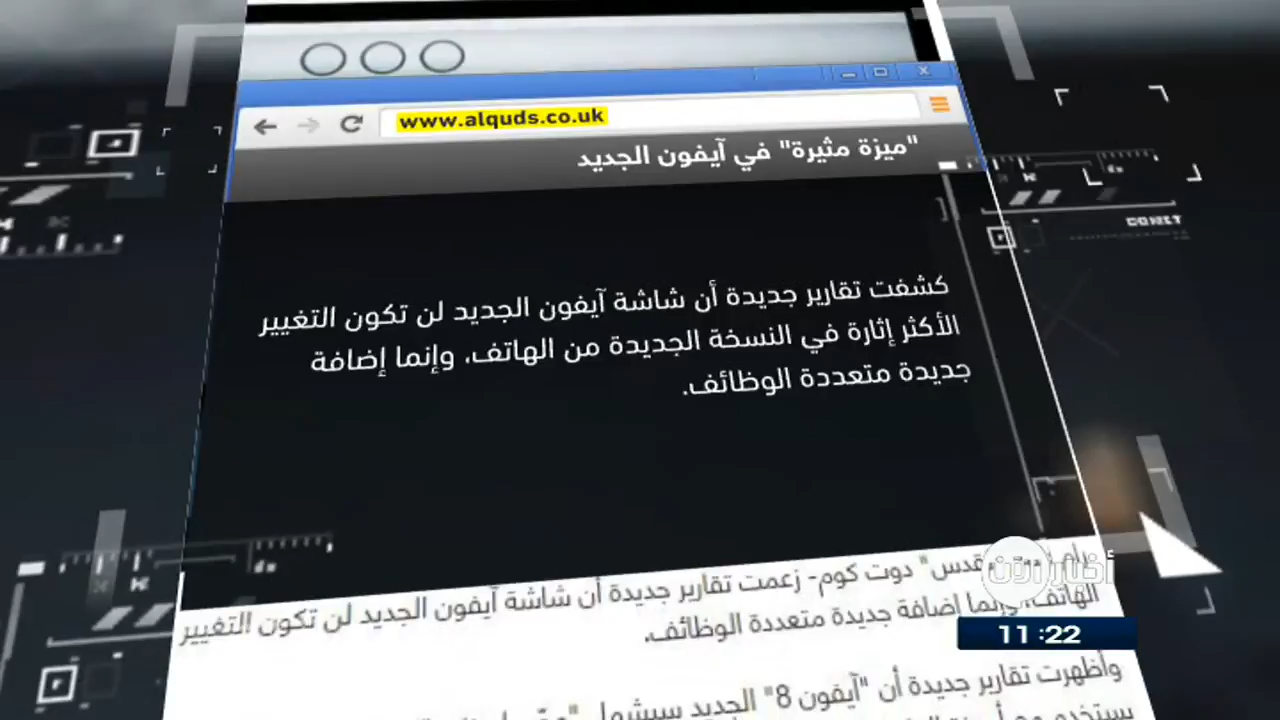 www.alquds.co.uk
"ميزة مثيرة" في آيفون الجديد
كشفت تقارير جديدة أن شاشة آيفون الجديد لن تكون التغيير
الأكثر إثارة في النسخة الجديدة من الهاتف، وإنما إضافة
جديدة متعددة الوظائف.
دوت كوم- زعمت تقارير جديدة أن شاشة آيفون الجديد لن تكون التغيير
الهاتف، وإنما إضافة جديدة متعددة الوظائف.
وأظهرت تقارير جديدة أن "آيفون 8" الجديد سيشمل
أخبار الآن
11:22